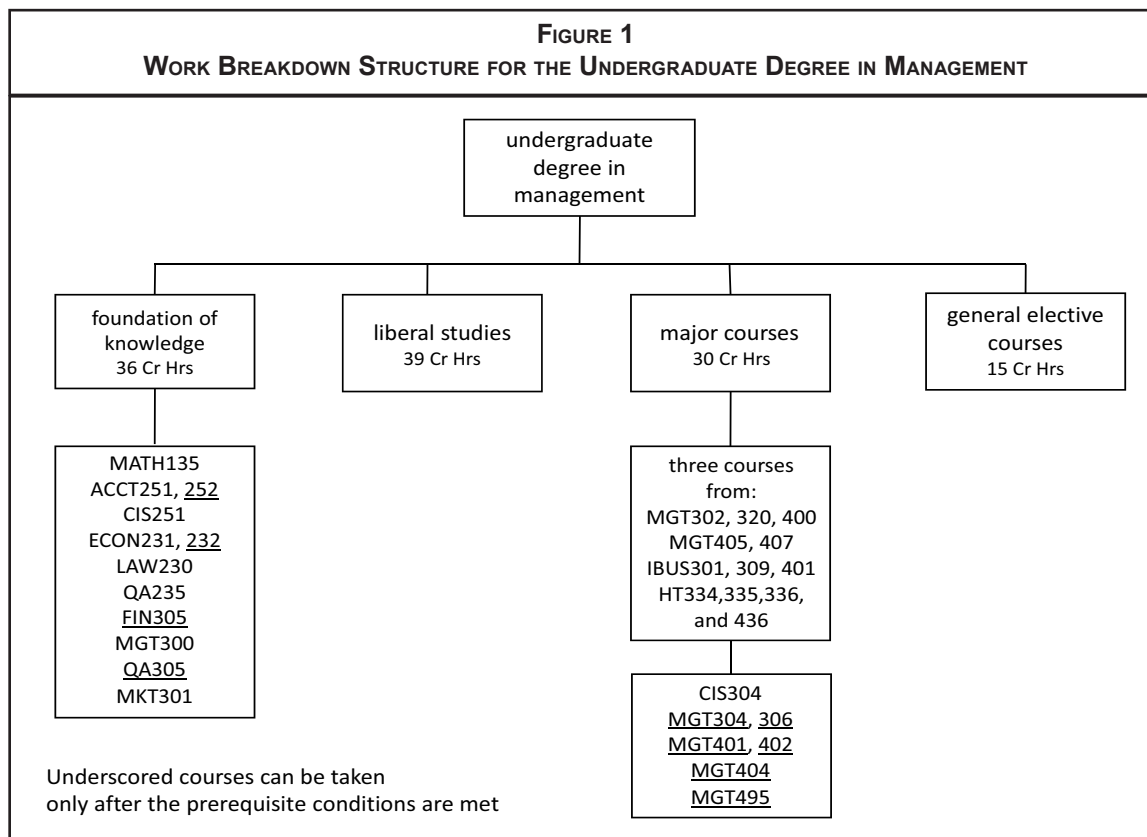 FIGURE 1
WORK BREAKDOWN STRUCTURE FOR THE UNDERGRADUATE DEGREE IN MANAGEMENT
undergraduate
degree in
management
foundation of
knowledge
36 Cr Hrs
liberal studies
39 Cr Hrs
major courses
30 Cr Hrs
general elective
courses
15 Cr Hrs
MATH135
ACCT251, 252
CIS251
ECON231, 232
LAW230
QA235
FIN305
MGT300
QA305
MKT301
three courses
from:
MGT302, 320, 400
MGT405, 407
IBUS301, 309, 401
HT334,335,336,
and 436
CIS304
MGT304, 306
MGT401, 402
MGT404
MGT495
Underscored courses can be taken
only after the prerequisite conditions are met